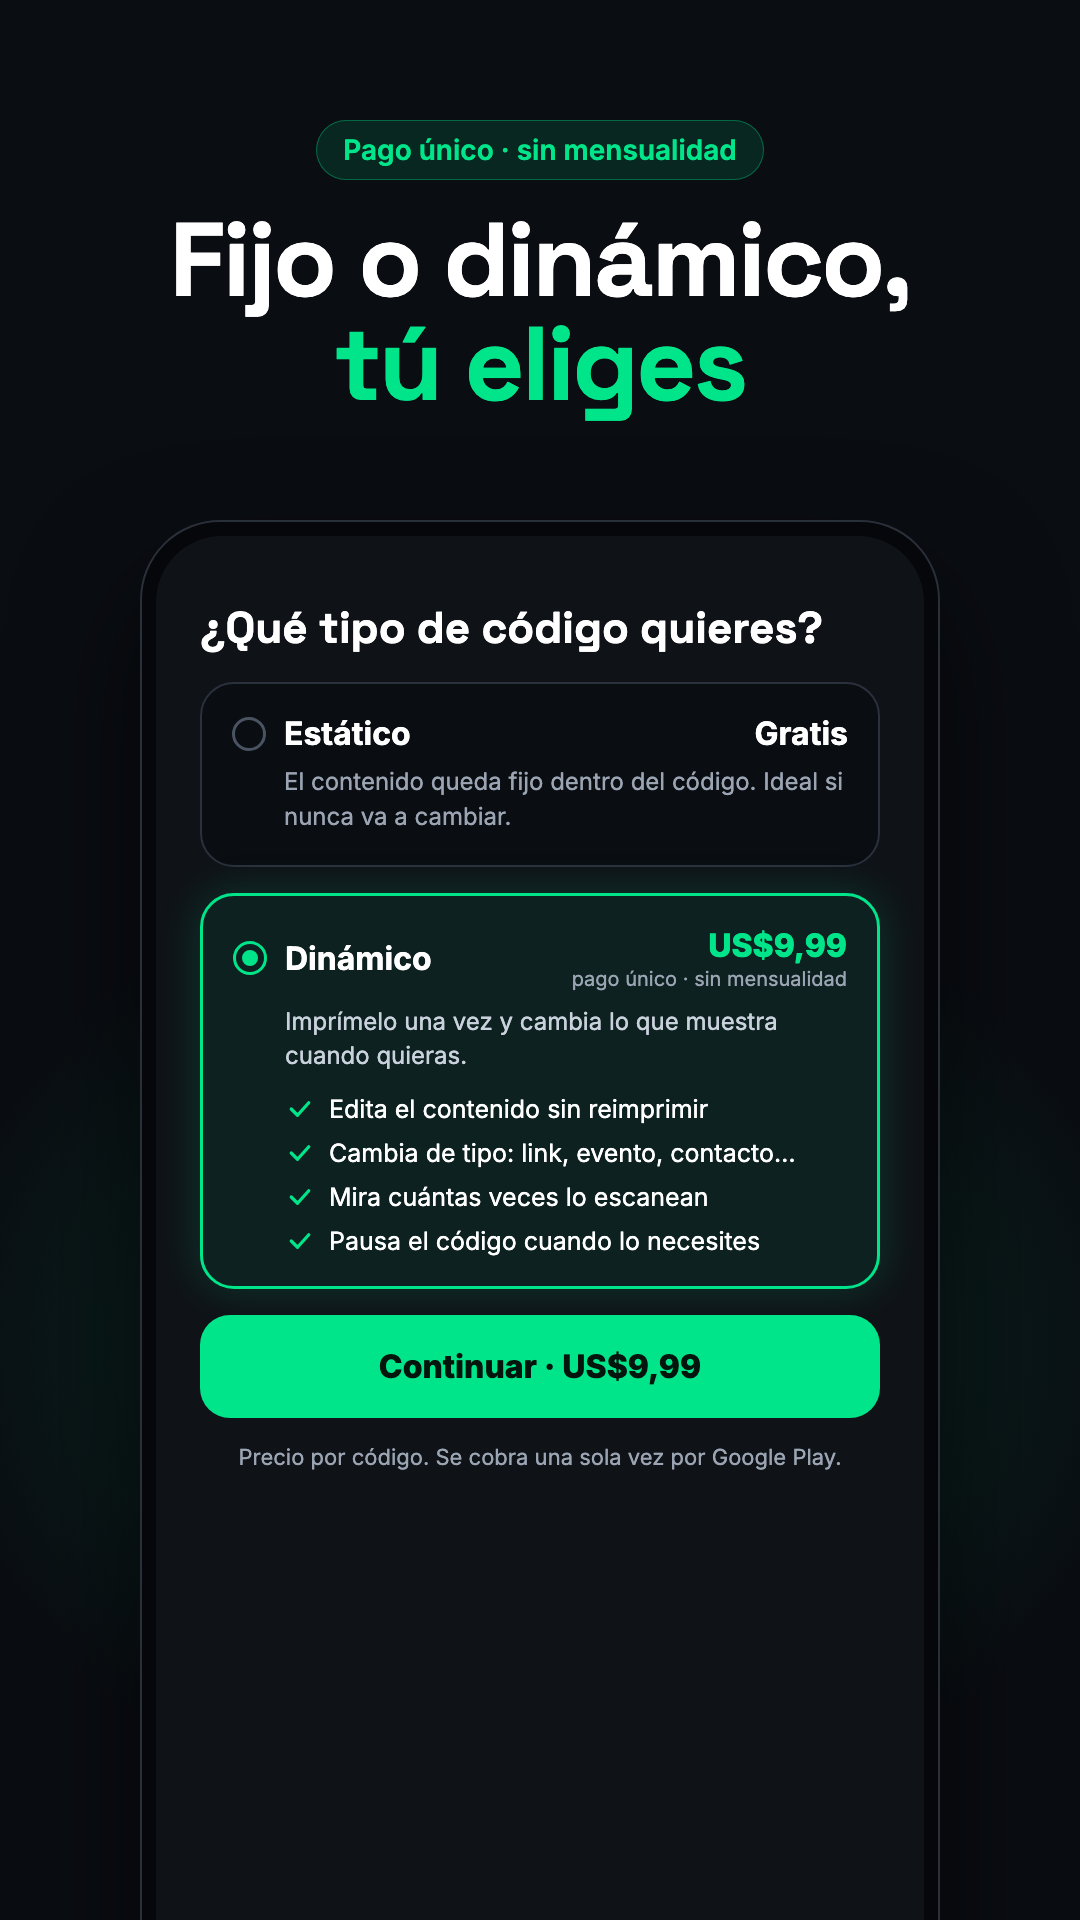 Pago único · sin mensualidad
Fijo o dinámico,
tú eliges
¿Qué tipo de código quieres?
Estático
Gratis
El contenido queda fijo dentro del código. Ideal si
nunca va a cambiar.
Dinámico
US$9,99
pago único · sin mensualidad
Imprímelo una vez y cambia lo que muestra
cuando quieras.
Edita el contenido sin reimprimir
Cambia de tipo: link, evento, contacto...
Mira cuántas veces lo escanean
Pausa el código cuando lo necesites
Continuar · US$9,99
Precio por código. Se cobra una sola vez por Google Play.